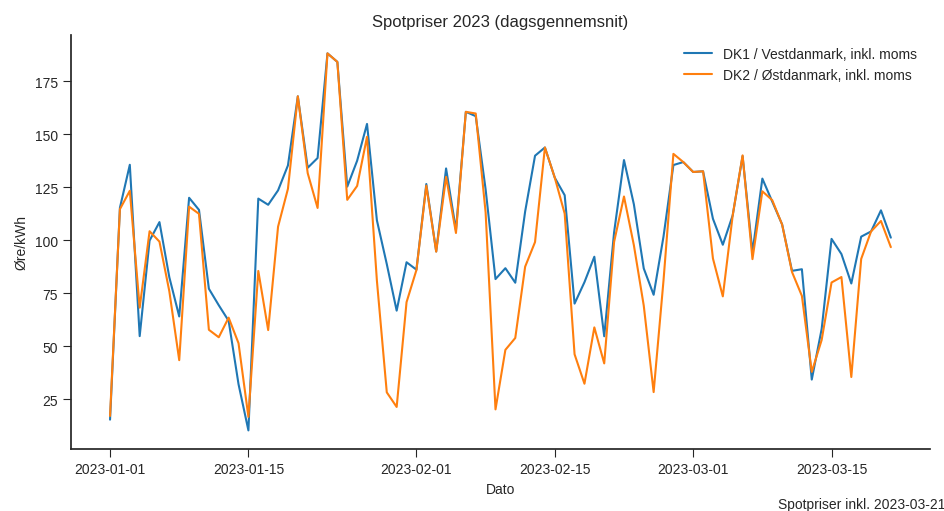 Spotpriser 2023 (dagsgennemsnit)
DK1 / Vestdanmark, inkl. moms
DK2 / Østdanmark, inkl. moms
175
150
125
100
75
50
25
Øre/kWh
2023-01-01 2023-01-15 2023-02-01 2023-02-15 2023-03-01 2023-03-15
Dato
Spotpriser inkl. 2023-03-21